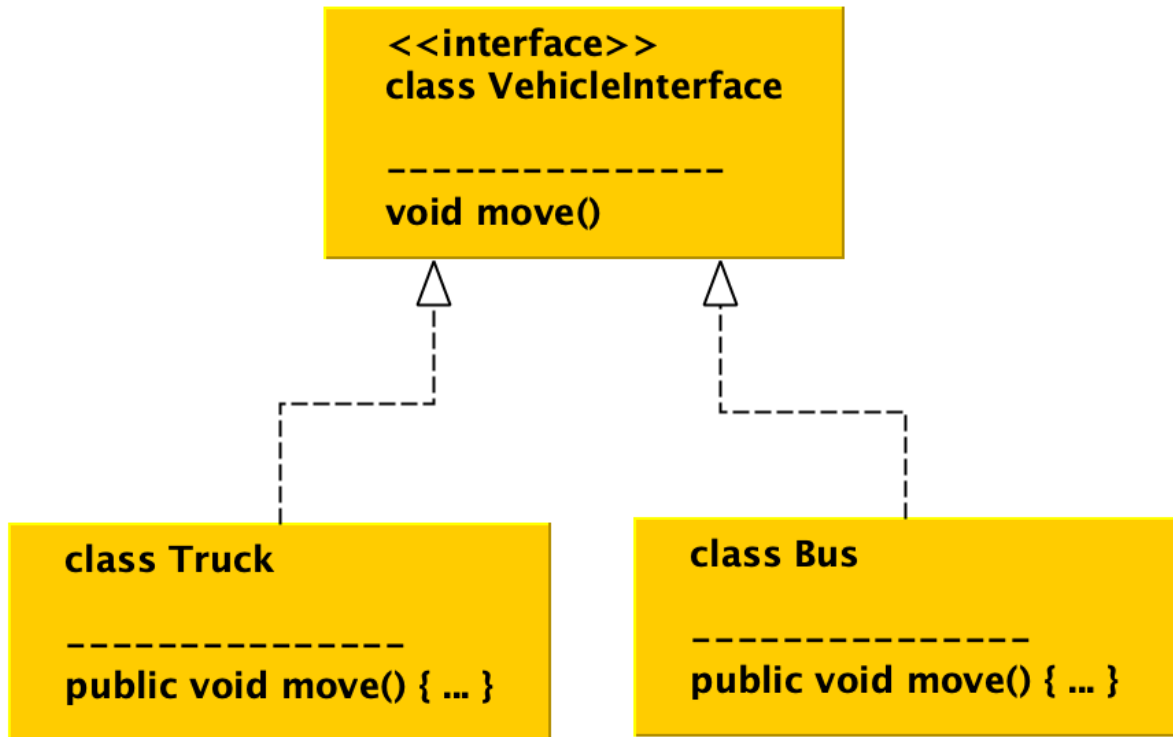 <<interface>>
class VehicleInterface
---------------
void move()
class Truck
---------------
public void move() { ... }
class Bus
---------------
public void move() { ... }